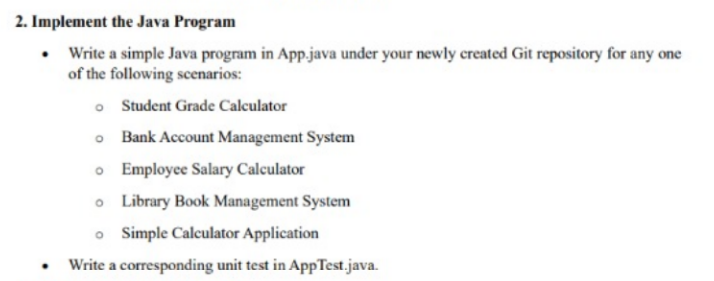 2. Implement the Java Program
• Write a simple Java program in App.java under your newly created Git repository for any one
of the following scenarios:
o Student Grade Calculator
o Bank Account Management System
o Employee Salary Calculator
o Library Book Management System
o Simple Calculator Application
• Write a corresponding unit test in AppTest.java.